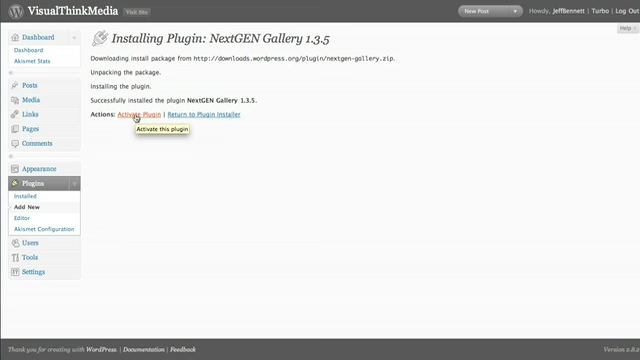 VisualThinkMedia Visit Site New Post Howdy, JeffBennett | Turbo | Log Out
Help
Dashboard
Dashboard
Akismet Stats
Posts
Media
Links
Pages
Comments
Appearance
Plugins
Installed
Add New
Editor
Akismet Configuration
Users
Tools
Settings
Installing Plugin: NextGEN Gallery 1.3.5
Downloading install package from http://downloads.wordpress.org/plugin/nextgen-gallery.zip.
Unpacking the package.
Installing the plugin.
Successfully installed the plugin NextGEN Gallery 1.3.5.
Actions: Activate Plugin | Return to Plugin Installer
Activate this plugin
Thank you for creating with WordPress | Documentation | Feedback
Version 2.8.